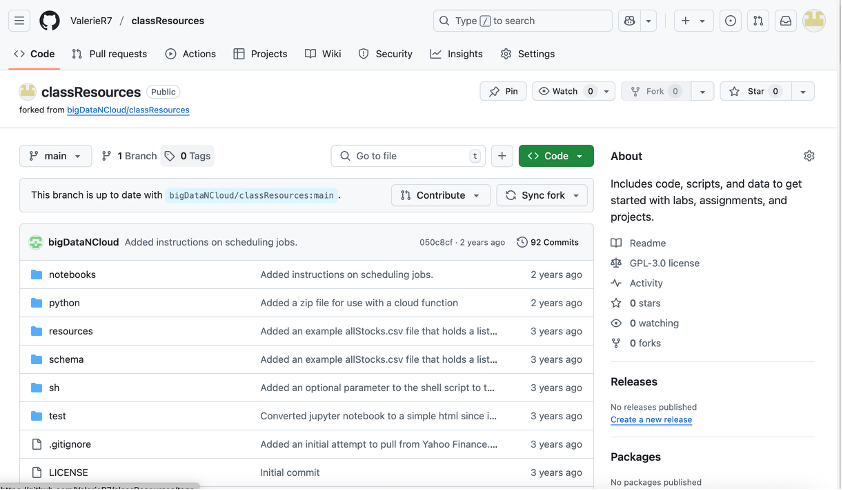 ValerieR7 / classResources
Type / to search
Code
Pull requests
Actions
Projects
Wiki
Security
Insights
Settings
classResources Public
Pin
Watch 0
Fork 0
Star 0
forked from bigDataNCloud/classResources
main
1 Branch
0 Tags
Go to file t
Code
This branch is up to date with bigDataNCloud/classResources:main .
Contribute
Sync fork
bigDataNCloud Added instructions on scheduling jobs. 050c8cf · 2 years ago 92 Commits
notebooks Added instructions on scheduling jobs. 2 years ago
python Added a zip file for use with a cloud function 2 years ago
resources Added an example allStocks.csv file that holds a list... 3 years ago
schema Added an example allStocks.csv file that holds a list... 3 years ago
sh Added an optional parameter to the shell script to t... 3 years ago
test Converted jupyter notebook to a simple html since i... 3 years ago
.gitignore Added an initial attempt to pull from Yahoo Finance.... 3 years ago
LICENSE Initial commit 3 years ago
About
Includes code, scripts, and data to get
started with labs, assignments, and
projects.
Readme
GPL-3.0 license
Activity
0 stars
0 watching
0 forks
Releases
No releases published
Create a new release
Packages
No packages published